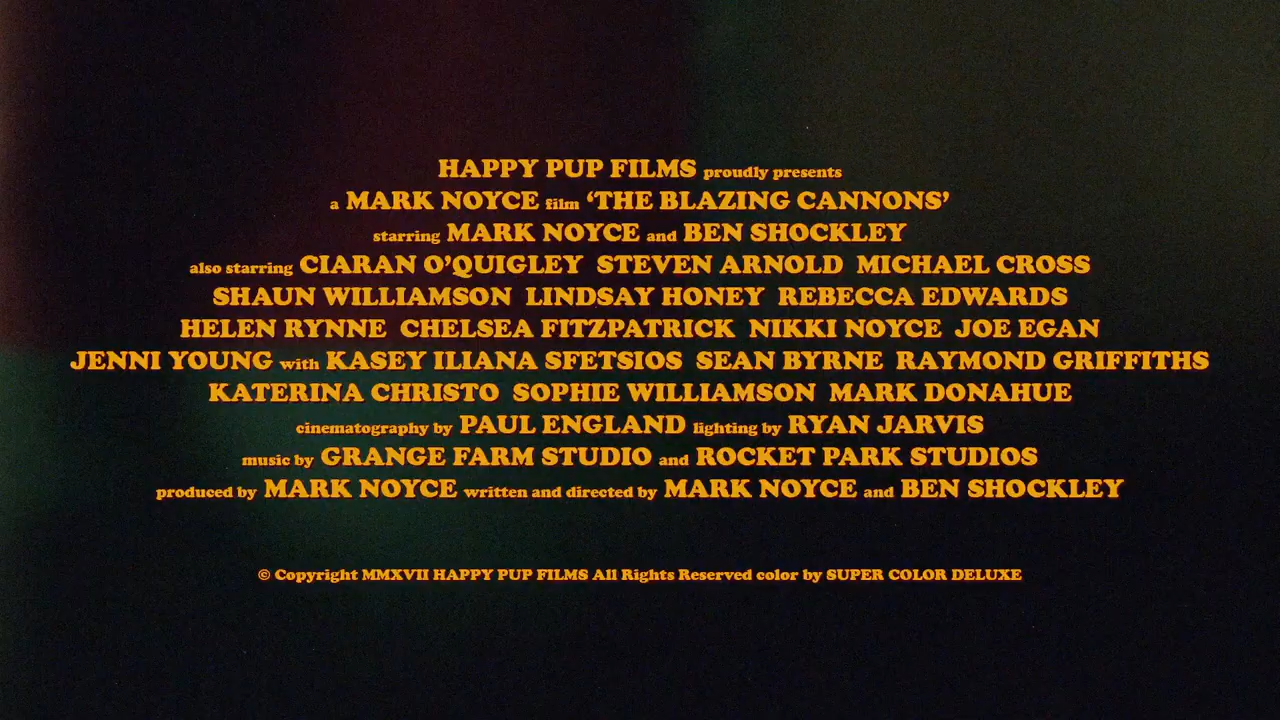 HAPPY PUP FILMS proudly presents
a MARK NOYCE film ‘THE BLAZING CANNONS’
starring MARK NOYCE and BEN SHOCKLEY
also starring CIARAN O’QUIGLEY STEVEN ARNOLD MICHAEL CROSS
SHAUN WILLIAMSON LINDSAY HONEY REBECCA EDWARDS
HELEN RYNNE CHELSEA FITZPATRICK NIKKI NOYCE JOE EGAN
JENNI YOUNG with KASEY ILIANA SFETSIOS SEAN BYRNE RAYMOND GRIFFITHS
KATERINA CHRISTO SOPHIE WILLIAMSON MARK DONAHUE
cinematography by PAUL ENGLAND lighting by RYAN JARVIS
music by GRANGE FARM STUDIO and ROCKET PARK STUDIOS
produced by MARK NOYCE written and directed by MARK NOYCE and BEN SHOCKLEY
© Copyright MMXVII HAPPY PUP FILMS All Rights Reserved color by SUPER COLOR DELUXE